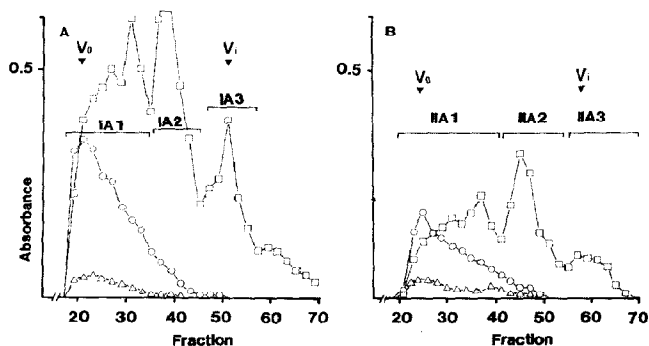 A
V₀
Vᵢ
0.5
IA1
IA2
IA3
Absorbance
20 30 40 50 60 70
Fraction
B
V₀
Vᵢ
0.5
IIA1
IIA2
IIA3
20 30 40 50 60 70
Fraction